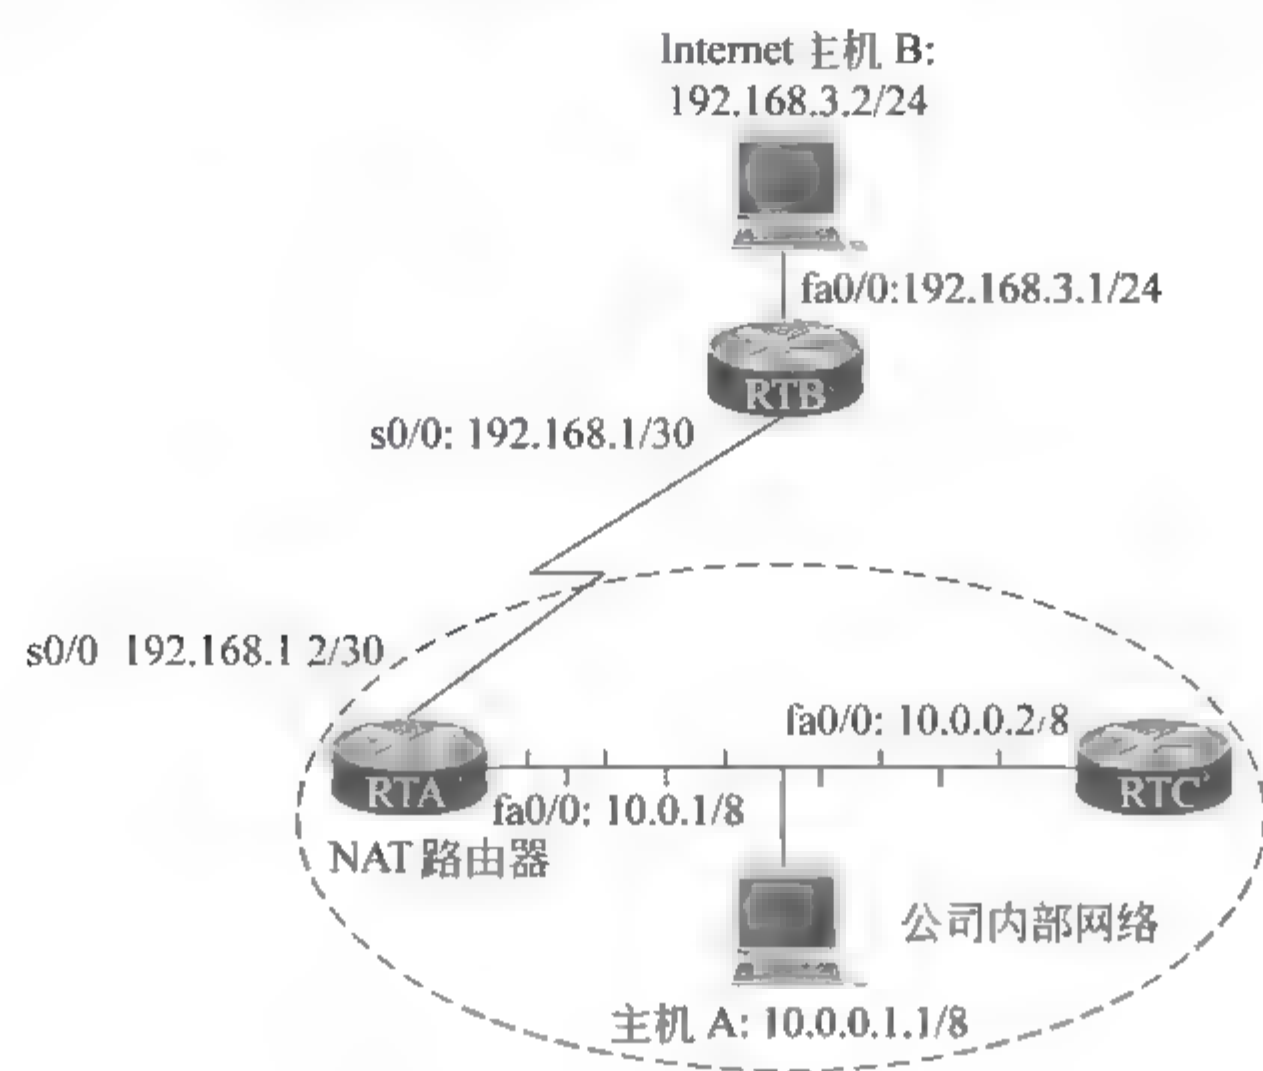 Internet 主机 B:
192.168.3.2/24
fa0/0:192.168.3.1/24
RTB
s0/0: 192.168.1/30
s0/0 192.168.1 2/30
fa0/0: 10.0.0.2/8
RTA
RTC
fa0/0: 10.0.1/8
NAT 路由器
公司内部网络
主机 A: 10.0.0.1.1/8